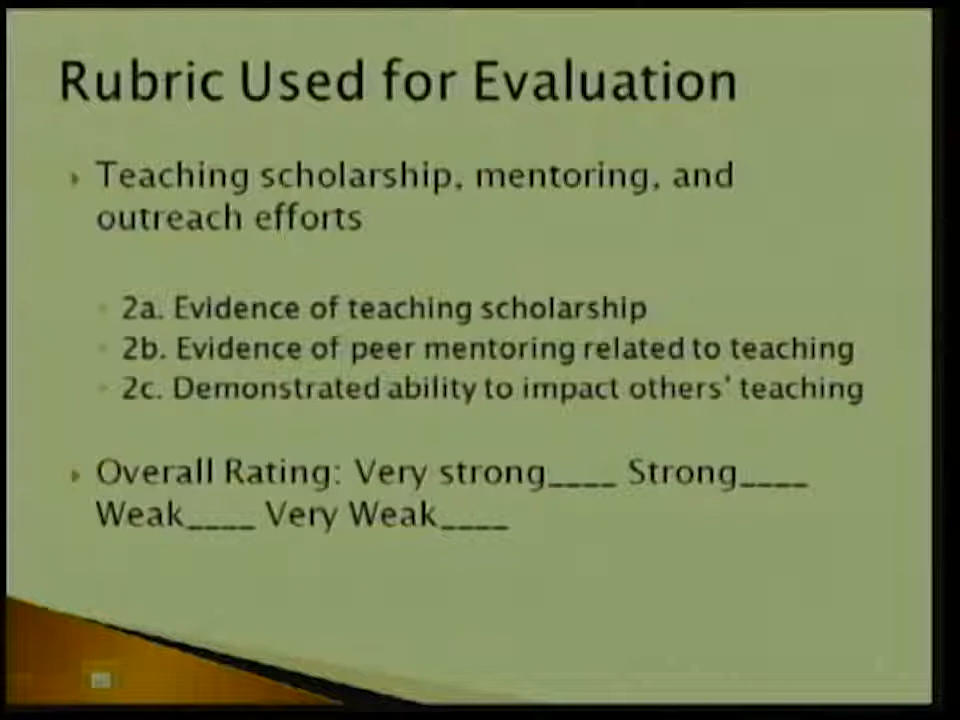 Rubric Used for Evaluation
Teaching scholarship, mentoring, and
outreach efforts
2a. Evidence of teaching scholarship
2b. Evidence of peer mentoring related to teaching
2c. Demonstrated ability to impact others' teaching
Overall Rating: Very strong____ Strong____
Weak____ Very Weak____